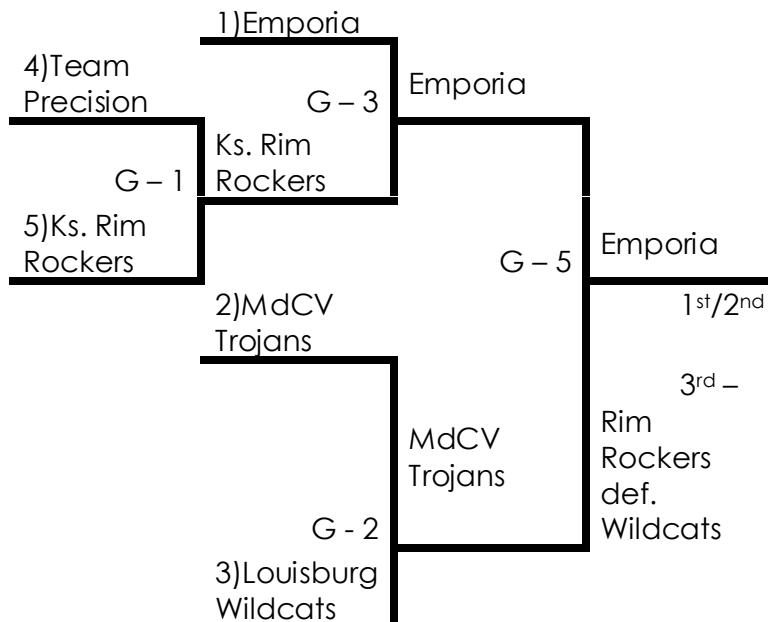 1)Emporia
4)Team
Precision
G – 3
Emporia
G – 1
Ks. Rim
Rockers
5)Ks. Rim
Rockers
G – 5
Emporia
1st/2nd
2)MdCV
Trojans
3rd –
MdCV
Trojans
Rim
Rockers
def.
Wildcats
G - 2
3)Louisburg
Wildcats